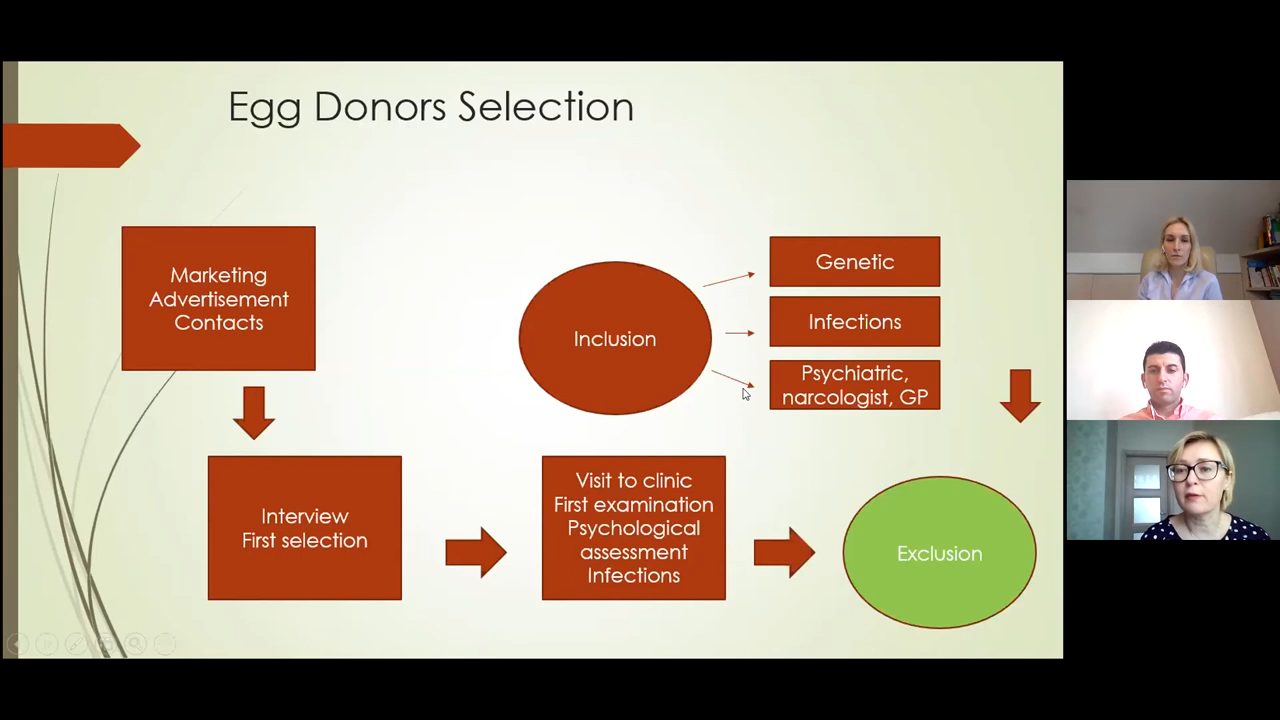 Egg Donors Selection
Marketing
Advertisement
Contacts
Inclusion
Genetic
Infections
Psychiatric,
narcologist, GP
Interview
First selection
Visit to clinic
First examination
Psychological
assessment
Infections
Exclusion